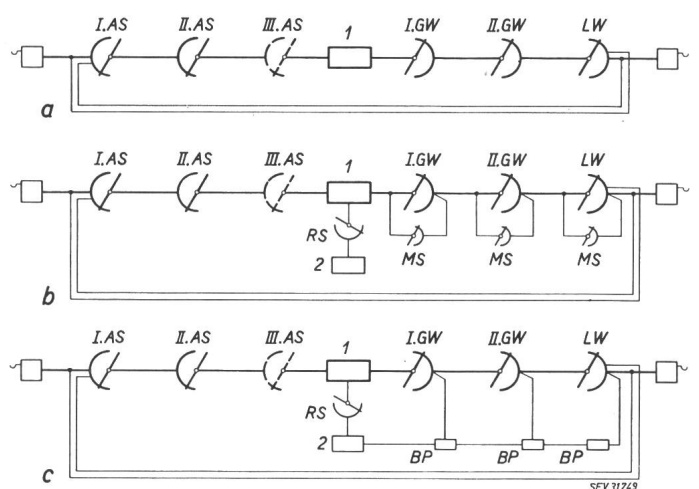 I.AS II.AS III.AS 1 I.GW II.GW LW
a
I.AS II.AS III.AS 1 I.GW II.GW LW
RS
2 MS MS MS
b
I.AS II.AS III.AS 1 I.GW II.GW LW
RS
2 BP BP BP
c
SEV31749